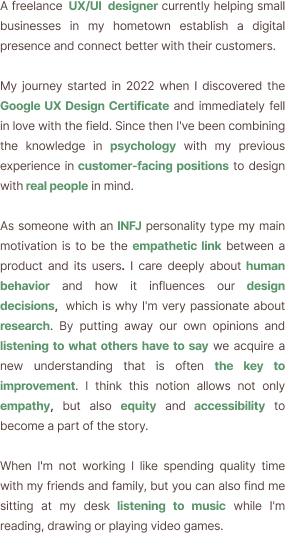 A freelance UX/UI designer currently helping small
businesses in my hometown establish a digital
presence and connect better with their customers.
My journey started in 2022 when I discovered the
Google UX Design Certificate and immediately fell
in love with the field. Since then I've been combining
the knowledge in psychology with my previous
experience in customer-facing positions to design
with real people in mind.
As someone with an INFJ personality type my main
motivation is to be the empathetic link between a
product and its users. I care deeply about human
behavior and how it influences our design
decisions, which is why I'm very passionate about
research. By putting away our own opinions and
listening to what others have to say we acquire a
new understanding that is often the key to
improvement. I think this notion allows not only
empathy, but also equity and accessibility to
become a part of the story.
When I'm not working I like spending quality time
with my friends and family, but you can also find me
sitting at my desk listening to music while I'm
reading, drawing or playing video games.